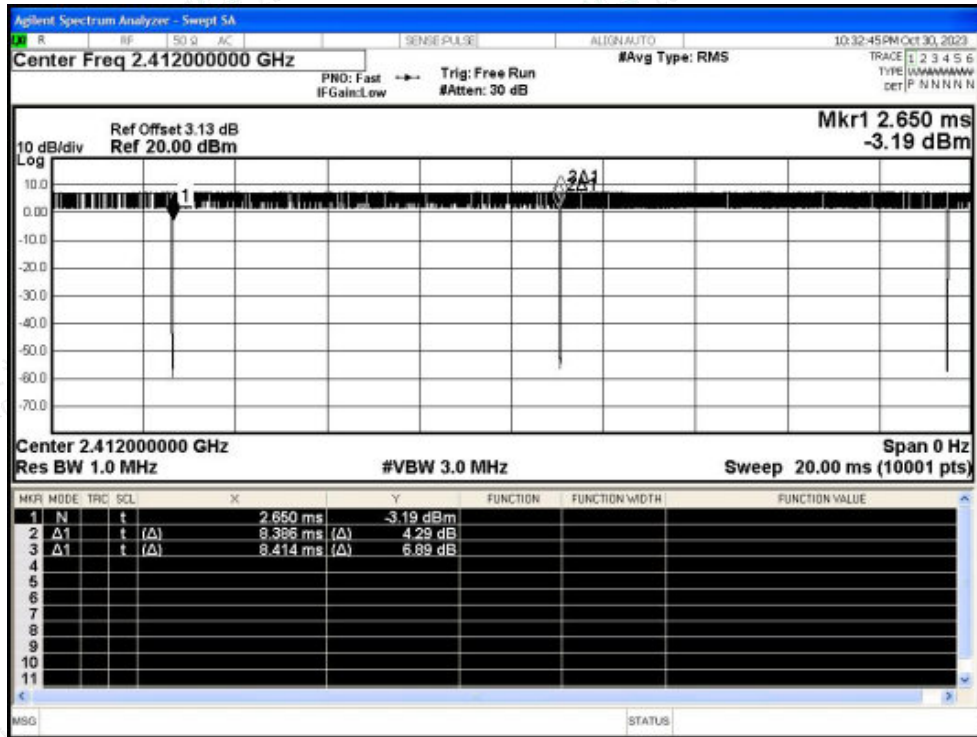 Agilent Spectrum Analyzer - Swept SA
R RF 50 Ω AC SENSE:PULSE ALIGNAUTO 10:32:45 PM Oct 30, 2023
Center Freq 2.412000000 GHz #Avg Type: RMS TRACE 1 2 3 4 5 6
PNO: Fast Trig: Free Run TYPE
IFGain:Low #Atten: 30 dB DET P N N N N N
Mkr1 2.650 ms
Ref Offset 3.13 dB
10 dB/div Ref 20.00 dBm -3.19 dBm
Log
10.0
0.00
-10.0
-20.0
-30.0
-40.0
-50.0
-60.0
-70.0
1
3Δ1
2Δ1
Center 2.412000000 GHz Span 0 Hz
Res BW 1.0 MHz #VBW 3.0 MHz Sweep 20.00 ms (10001 pts)
MKR MODE TRC SCL X Y FUNCTION FUNCTION WIDTH FUNCTION VALUE
1 N t 2.650 ms -3.19 dBm
2 Δ1 t (Δ) 8.386 ms (Δ) 4.29 dB
3 Δ1 t (Δ) 8.414 ms (Δ) 6.89 dB
4
5
6
7
8
9
10
11
MSG STATUS